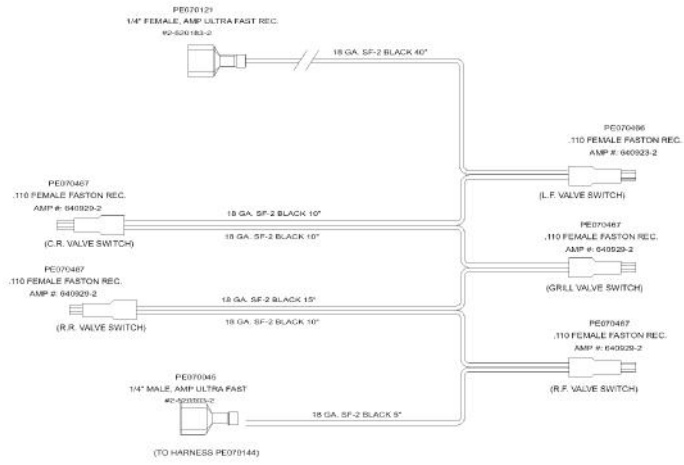 PE070121
1/4" FEMALE, AMP ULTRA FAST REC.
#2-520183-2
18 GA. SF-2 BLACK 40"
PE070466
.110 FEMALE FASTON REC.
AMP #: 640923-2
(L.F. VALVE SWITCH)
PE070467
.110 FEMALE FASTON REC.
AMP #: 640929-2
(C.R. VALVE SWITCH)
18 GA. SF-2 BLACK 10"
18 GA. SF-2 BLACK 10"
PE070467
.110 FEMALE FASTON REC.
AMP #: 640929-2
(GRILL VALVE SWITCH)
PE070467
.110 FEMALE FASTON REC.
AMP #: 640929-2
(R.R. VALVE SWITCH)
18 GA. SF-2 BLACK 15"
18 GA. SF-2 BLACK 10"
PE070467
.110 FEMALE FASTON REC.
AMP #: 640929-2
(R.F. VALVE SWITCH)
PE070045
1/4" MALE, AMP ULTRA FAST
18 GA. SF-2 BLACK 5"
(TO HARNESS PE070144)